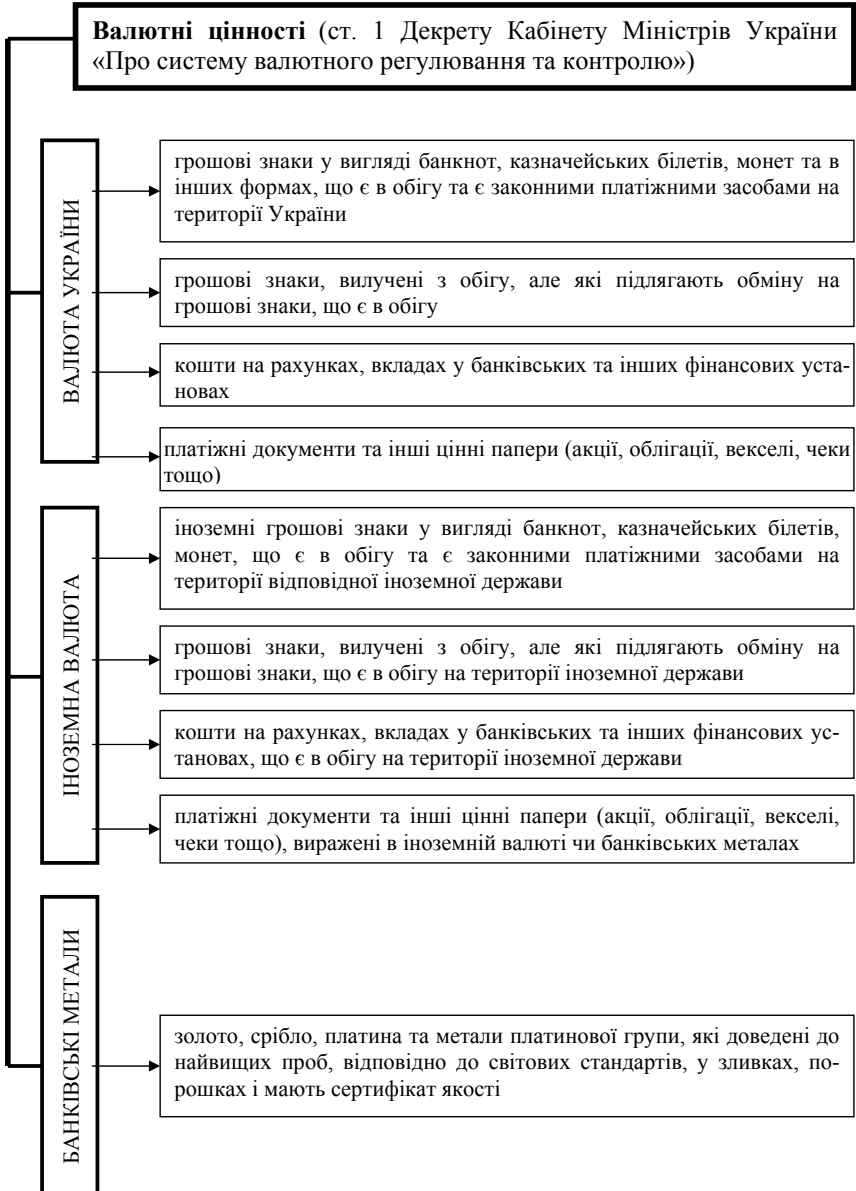 Валютні цінності (ст. 1 Декрету Кабінету Міністрів України
«Про систему валютного регулювання та контролю»)
ВАЛЮТА УКРАЇНИ
грошові знаки у вигляді банкнот, казначейських білетів, монет та в
інших формах, що є в обігу та є законними платіжними засобами на
території України
грошові знаки, вилучені з обігу, але які підлягають обміну на
грошові знаки, що є в обігу
кошти на рахунках, вкладах у банківських та інших фінансових уста-
новах
платіжні документи та інші цінні папери (акції, облігації, векселі, чеки
тощо)
ІНОЗЕМНА ВАЛЮТА
іноземні грошові знаки у вигляді банкнот, казначейських білетів,
монет, що є в обігу та є законними платіжними засобами на
території відповідної іноземної держави
грошові знаки, вилучені з обігу, але які підлягають обміну на
грошові знаки, що є в обігу на території іноземної держави
кошти на рахунках, вкладах у банківських та інших фінансових ус-
тановах, що є в обігу на території іноземної держави
платіжні документи та інші цінні папери (акції, облігації, векселі,
чеки тощо), виражені в іноземній валюті чи банківських металах
БАНКІВСЬКІ МЕТАЛИ
золото, срібло, платина та метали платинової групи, які доведені до
найвищих проб, відповідно до світових стандартів, у зливках, по-
рошках і мають сертифікат якості